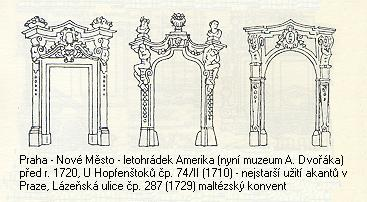 Praha - Nové Město - letohrádek Amerika (nyní muzeum A. Dvořáka)
před r. 1720, U Hopfenštoků čp. 74/II (1710) - nejstarší užití akantů v
Praze, Lázeňská ulice čp. 287 (1729) maltézský konvent